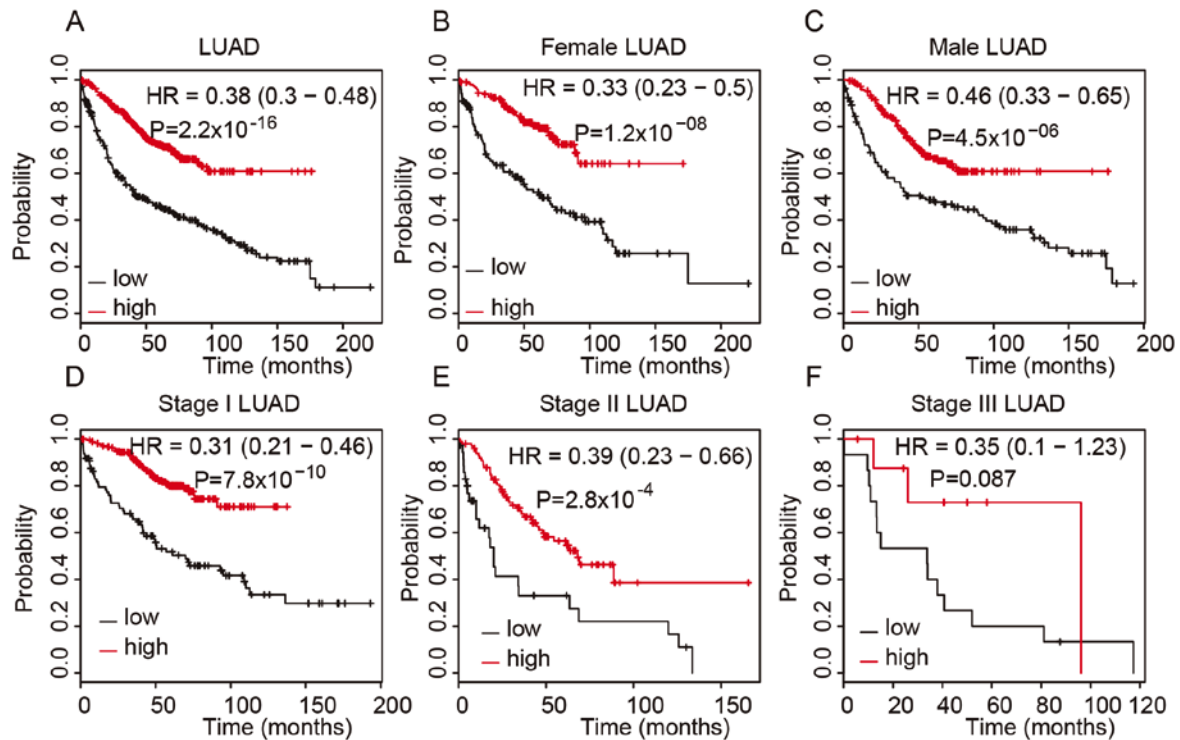 A
LUAD
HR = 0.38 (0.3 – 0.48)
P=2.2x10⁻¹⁶
Probability
0.0 0.2 0.4 0.6 0.8 1.0
low
high
0 50 100 150 200
Time (months)
B
Female LUAD
HR = 0.33 (0.23 – 0.5)
P=1.2x10⁻⁰⁸
Probability
0.0 0.2 0.4 0.6 0.8 1.0
low
high
0 50 100 150 200
Time (months)
C
Male LUAD
HR = 0.46 (0.33 – 0.65)
P=4.5x10⁻⁰⁶
Probability
0.0 0.2 0.4 0.6 0.8 1.0
low
high
0 50 100 150 200
Time (months)
D
Stage I LUAD
HR = 0.31 (0.21 – 0.46)
P=7.8x10⁻¹⁰
Probability
0.0 0.2 0.4 0.6 0.8 1.0
low
high
0 50 100 150 200
Time (months)
E
Stage II LUAD
HR = 0.39 (0.23 – 0.66)
P=2.8x10⁻⁴
Probability
0.0 0.2 0.4 0.6 0.8 1.0
low
high
0 50 100 150
Time (months)
F
Stage III LUAD
HR = 0.35 (0.1 – 1.23)
P=0.087
Probability
0.0 0.2 0.4 0.6 0.8 1.0
low
high
0 20 40 60 80 120
Time (months)